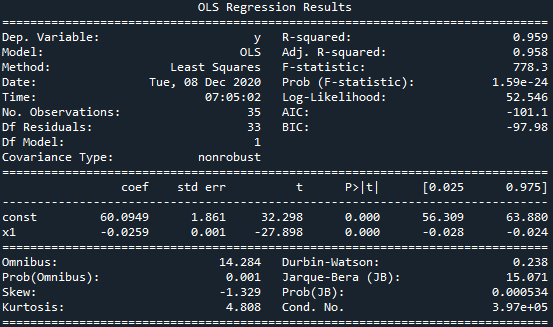 OLS Regression Results
==============================================================================
Dep. Variable: y R-squared: 0.959
Model: OLS Adj. R-squared: 0.958
Method: Least Squares F-statistic: 778.3
Date: Tue, 08 Dec 2020 Prob (F-statistic): 1.59e-24
Time: 07:05:02 Log-Likelihood: 52.546
No. Observations: 35 AIC: -101.1
Df Residuals: 33 BIC: -97.98
Df Model: 1
Covariance Type: nonrobust
==============================================================================
coef std err t P>|t| [0.025 0.975]
------------------------------------------------------------------------------
const 60.0949 1.861 32.298 0.000 56.309 63.880
x1 -0.0259 0.001 -27.898 0.000 -0.028 -0.024
==============================================================================
Omnibus: 14.284 Durbin-Watson: 0.238
Prob(Omnibus): 0.001 Jarque-Bera (JB): 15.071
Skew: -1.329 Prob(JB): 0.000534
Kurtosis: 4.808 Cond. No. 3.97e+05
==============================================================================